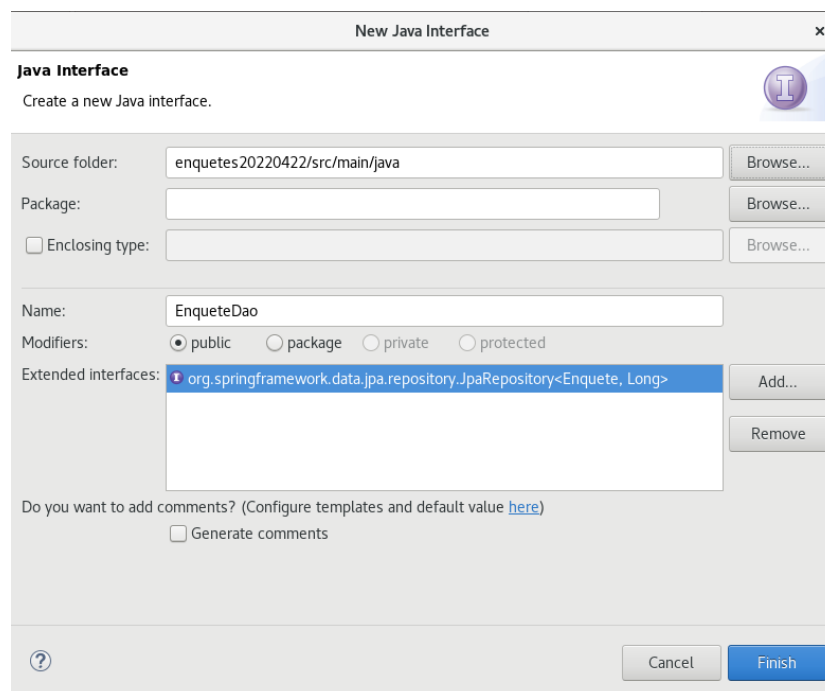 New Java Interface
Java Interface
Create a new Java interface.
Source folder: enquetes20220422/src/main/java Browse...
Package: Browse...
Enclosing type: Browse...
Name: EnqueteDao
Modifiers: public package private protected
Extended interfaces: org.springframework.data.jpa.repository.JpaRepository<Enquete, Long> Add...
Remove
Do you want to add comments? (Configure templates and default value here)
Generate comments
Cancel Finish